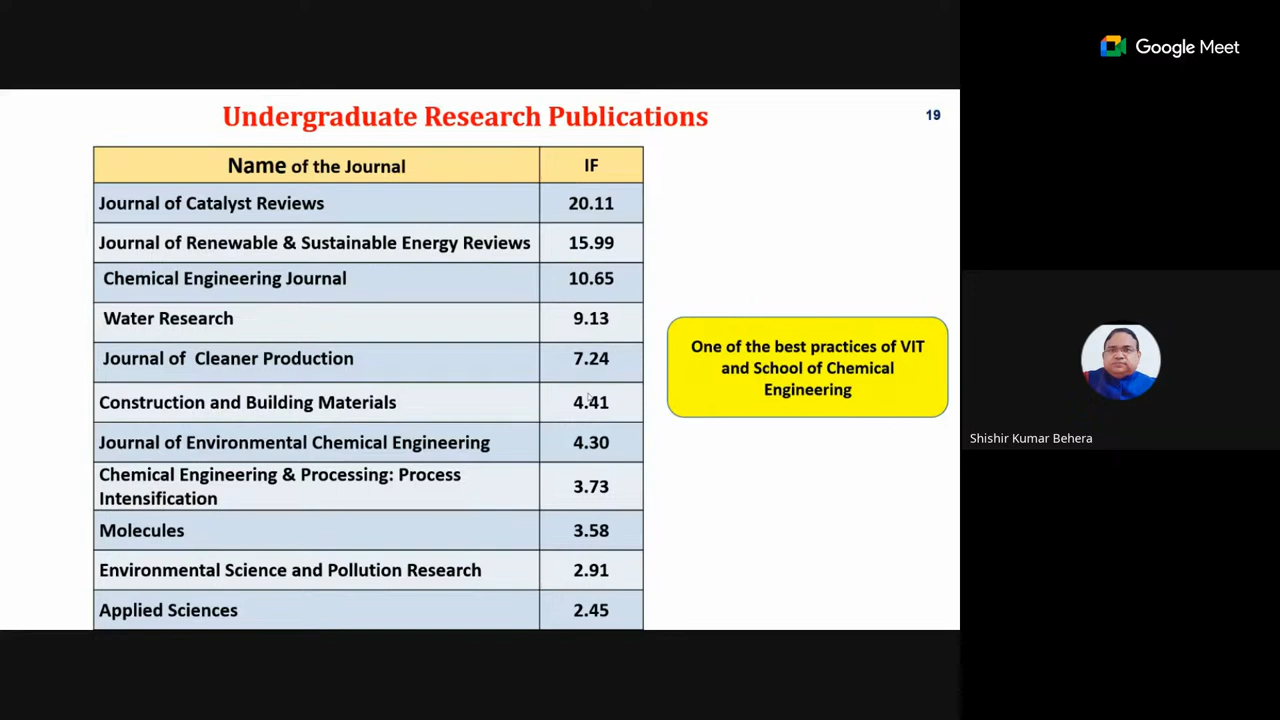 Google Meet
Undergraduate Research Publications
19
Name of the Journal IF
Journal of Catalyst Reviews 20.11
Journal of Renewable & Sustainable Energy Reviews 15.99
Chemical Engineering Journal 10.65
Water Research 9.13
Journal of Cleaner Production 7.24
Construction and Building Materials 4.41
Journal of Environmental Chemical Engineering 4.30
Chemical Engineering & Processing: Process
Intensification 3.73
Molecules 3.58
Environmental Science and Pollution Research 2.91
Applied Sciences 2.45
One of the best practices of VIT
and School of Chemical
Engineering
Shishir Kumar Behera